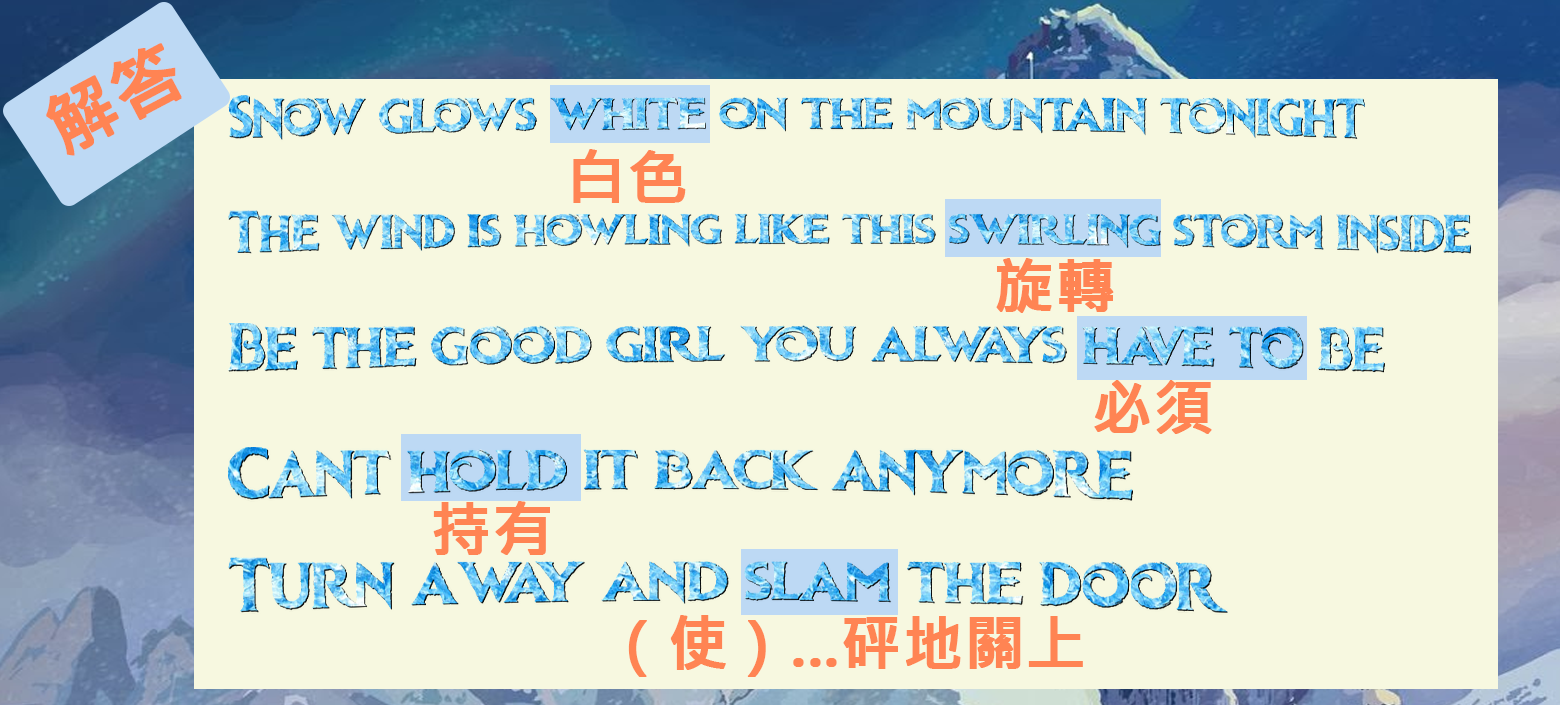 解答
SNOW GLOWS WHITE ON THE MOUNTAIN TONIGHT
白色
THE WIND IS HOWLING LIKE THIS SWIRLING STORM INSIDE
旋轉
BE THE GOOD GIRL YOU ALWAYS HAVE TO BE
必須
CANT HOLD IT BACK ANYMORE
持有
TURN AWAY AND SLAM THE DOOR
（使）...砰地關上